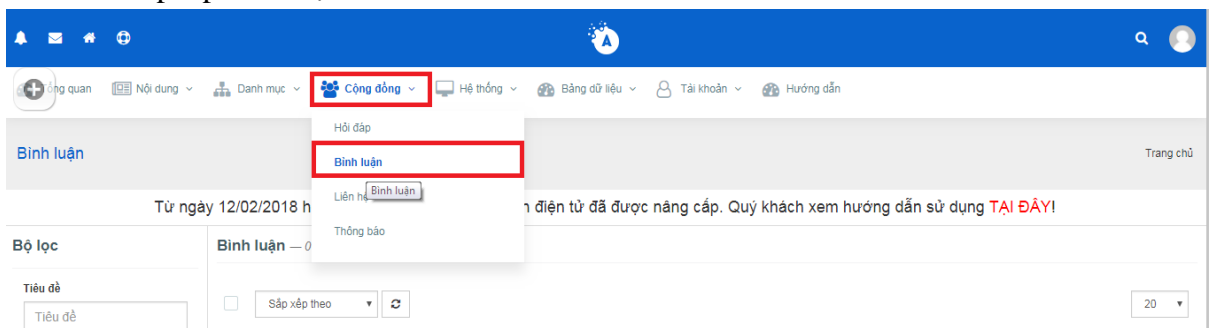 A
Tổng quan Nội dung Danh mục Cộng đồng Hệ thống Bảng dữ liệu Tài khoản Hướng dẫn
Hỏi đáp
Bình luận Bình luận Trang chủ
Liên hệ Bình luận
Từ ngày 12/02/2018 h n điện tử đã được nâng cấp. Quý khách xem hướng dẫn sử dụng TẠI ĐÂY!
Thông báo
Bộ lọc Bình luận — 0
Tiêu đề
Sắp xếp theo 20
Tiêu đề